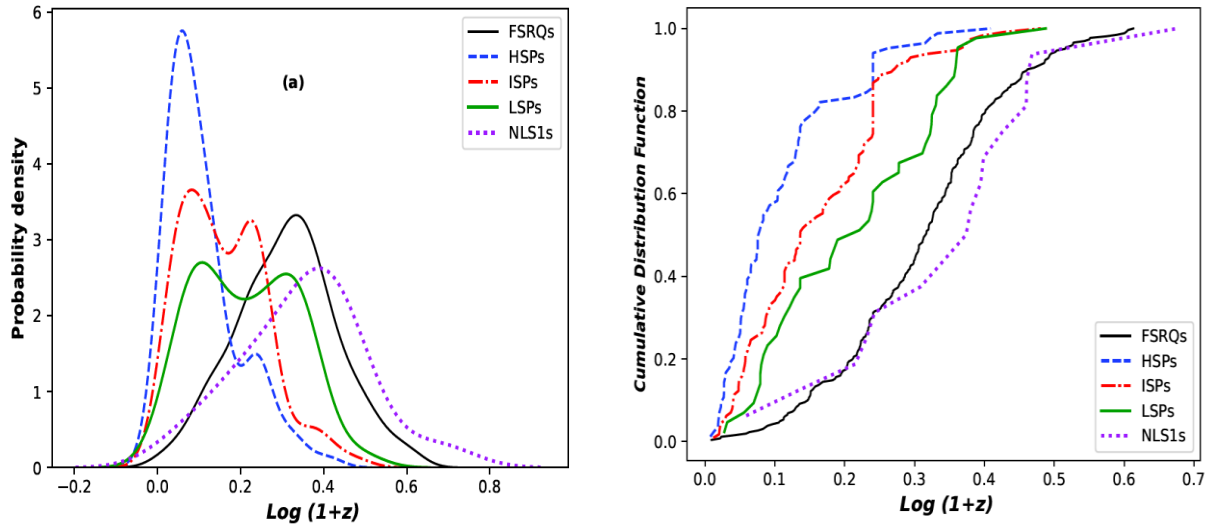 6
5
4
3
2
1
0
Probability density
(a)
FSRQs
HSPs
ISPs
LSPs
NLS1s
−0.2
0.0
0.2
0.4
0.6
0.8
Log (1+z)
1.0
0.8
0.6
0.4
0.2
0.0
Cumulative Distribution Function
FSRQs
HSPs
ISPs
LSPs
NLS1s
0.0
0.1
0.2
0.3
0.4
0.5
0.6
0.7
Log (1+z)